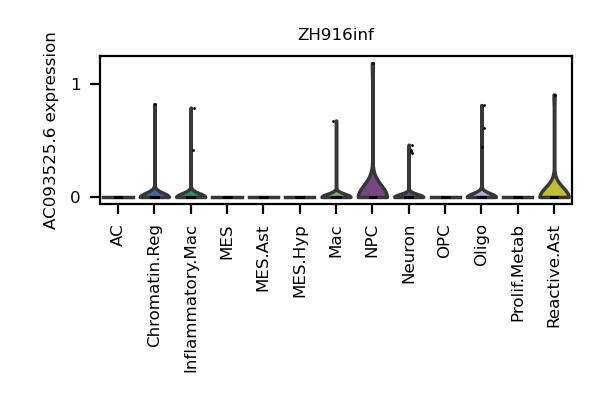 ZH916inf
AC093525.6 expression
1
0
AC
Chromatin.Reg
Inflammatory.Mac
MES
MES.Ast
MES.Hyp
Mac
NPC
Neuron
OPC
Oligo
Prolif.Metab
Reactive.Ast